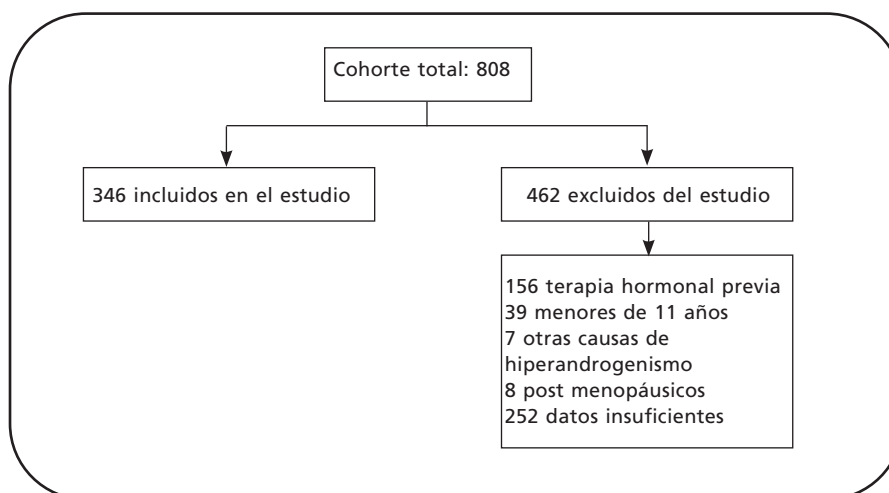 Cohorte total: 808
346 incluidos en el estudio
462 excluidos del estudio
156 terapia hormonal previa
39 menores de 11 años
7 otras causas de
hiperandrogenismo
8 post menopáusicos
252 datos insuficientes